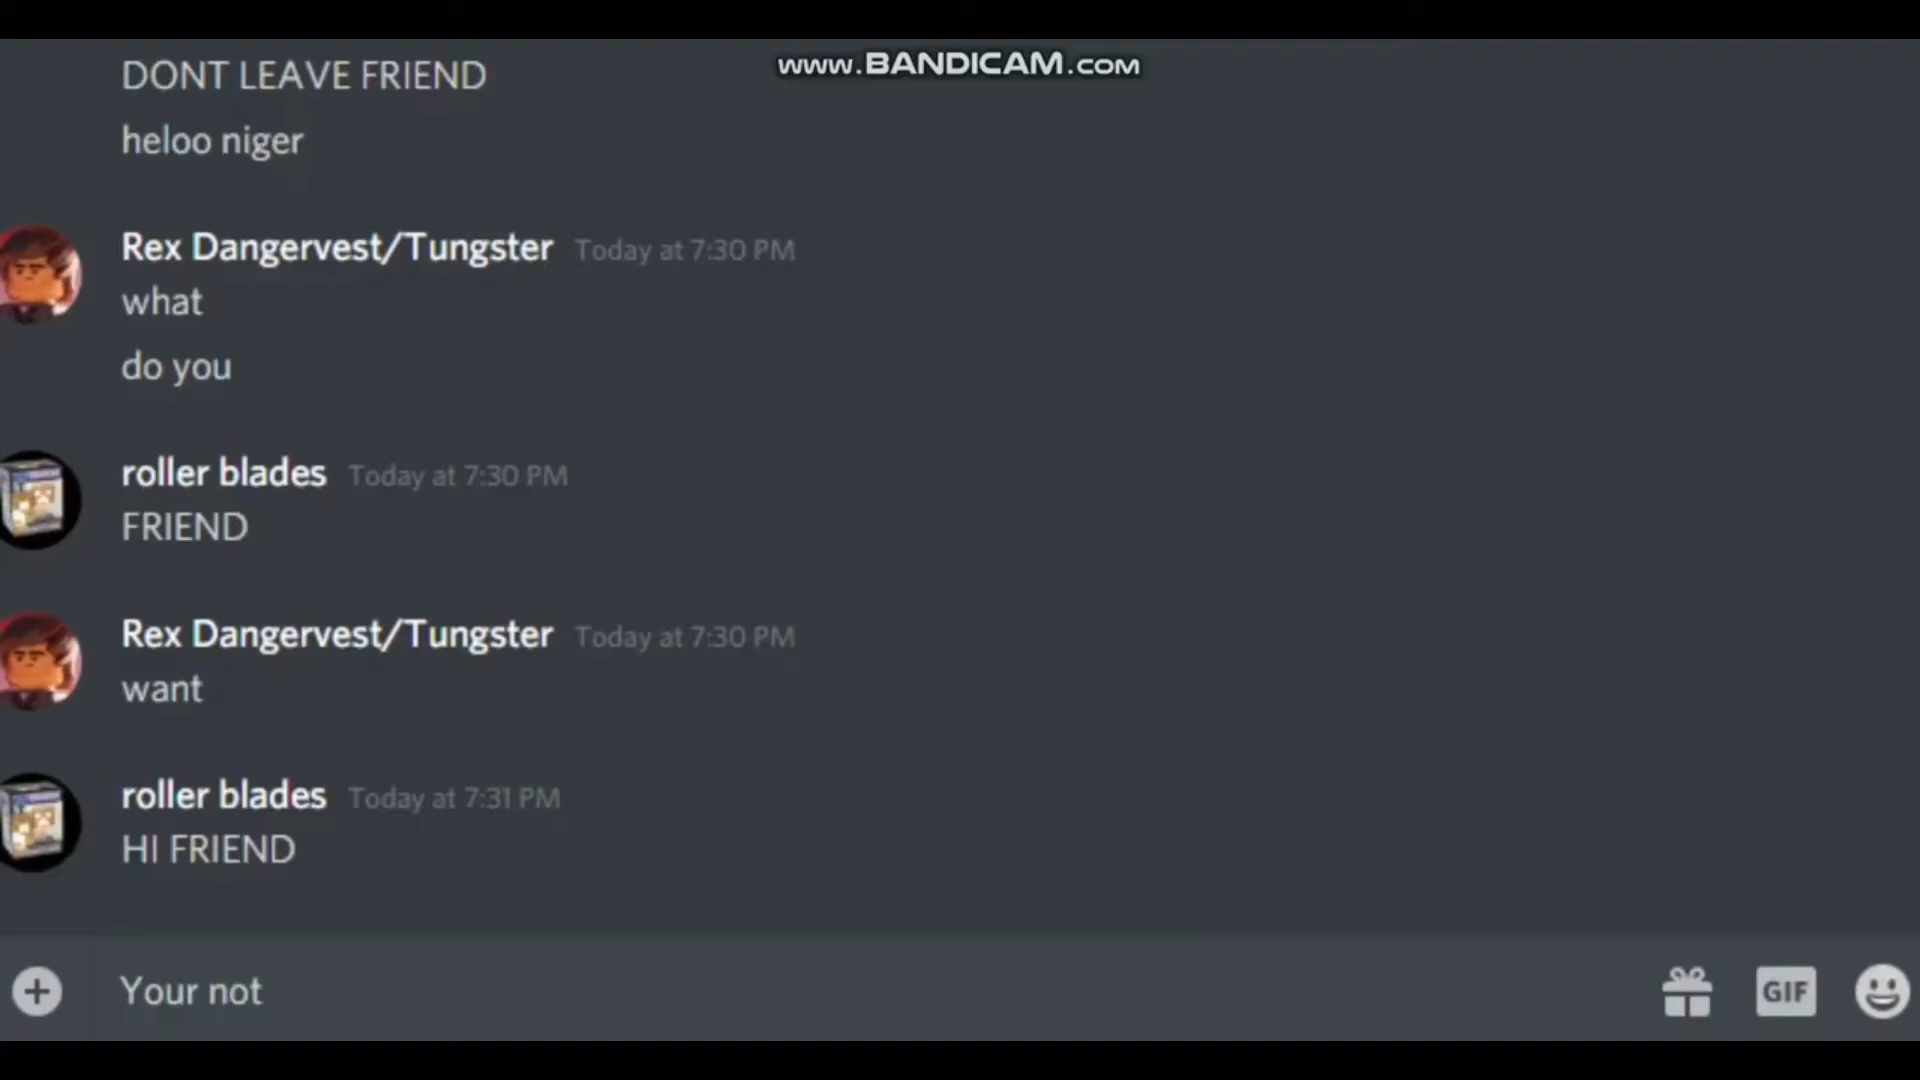 www.BANDICAM.com
DONT LEAVE FRIEND
heloo niger
Rex Dangervest/Tungster Today at 7:30 PM
what
do you
roller blades Today at 7:30 PM
FRIEND
Rex Dangervest/Tungster Today at 7:30 PM
want
roller blades Today at 7:31 PM
HI FRIEND
Your not
GIF